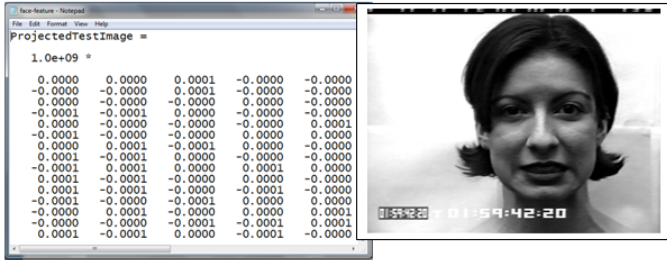 face-feature - Notepad
File Edit Format View Help
ProjectedTestImage =
1.0e+09 *
0.0000 0.0000 0.0001 -0.0000 -0.0000
-0.0000 -0.0000 0.0000 -0.0000 -0.0000
0.0000 -0.0000 -0.0000 0.0000 0.0000
-0.0001 -0.0001 0.0000 -0.0000 -0.0000
0.0000 -0.0000 -0.0000 -0.0000 0.0001
-0.0001 -0.0000 0.0000 -0.0000 0.0000
0.0000 -0.0000 -0.0000 0.0000 0.0000
0.0001 -0.0001 0.0000 -0.0000 -0.0000
0.0001 0.0001 0.0000 0.0000 0.0000
0.0001 -0.0001 -0.0000 0.0000 -0.0000
0.0001 -0.0001 -0.0001 0.0000 -0.0000
-0.0001 -0.0001 -0.0000 -0.0000 0.0000
-0.0000 0.0000 -0.0000 0.0000 0.0001
0.0000 -0.0001 -0.0000 0.0000 -0.0001
0.0001 -0.0001 0.0000 -0.0001 -0.0000
01:59:42:20 T 01:59:42:20